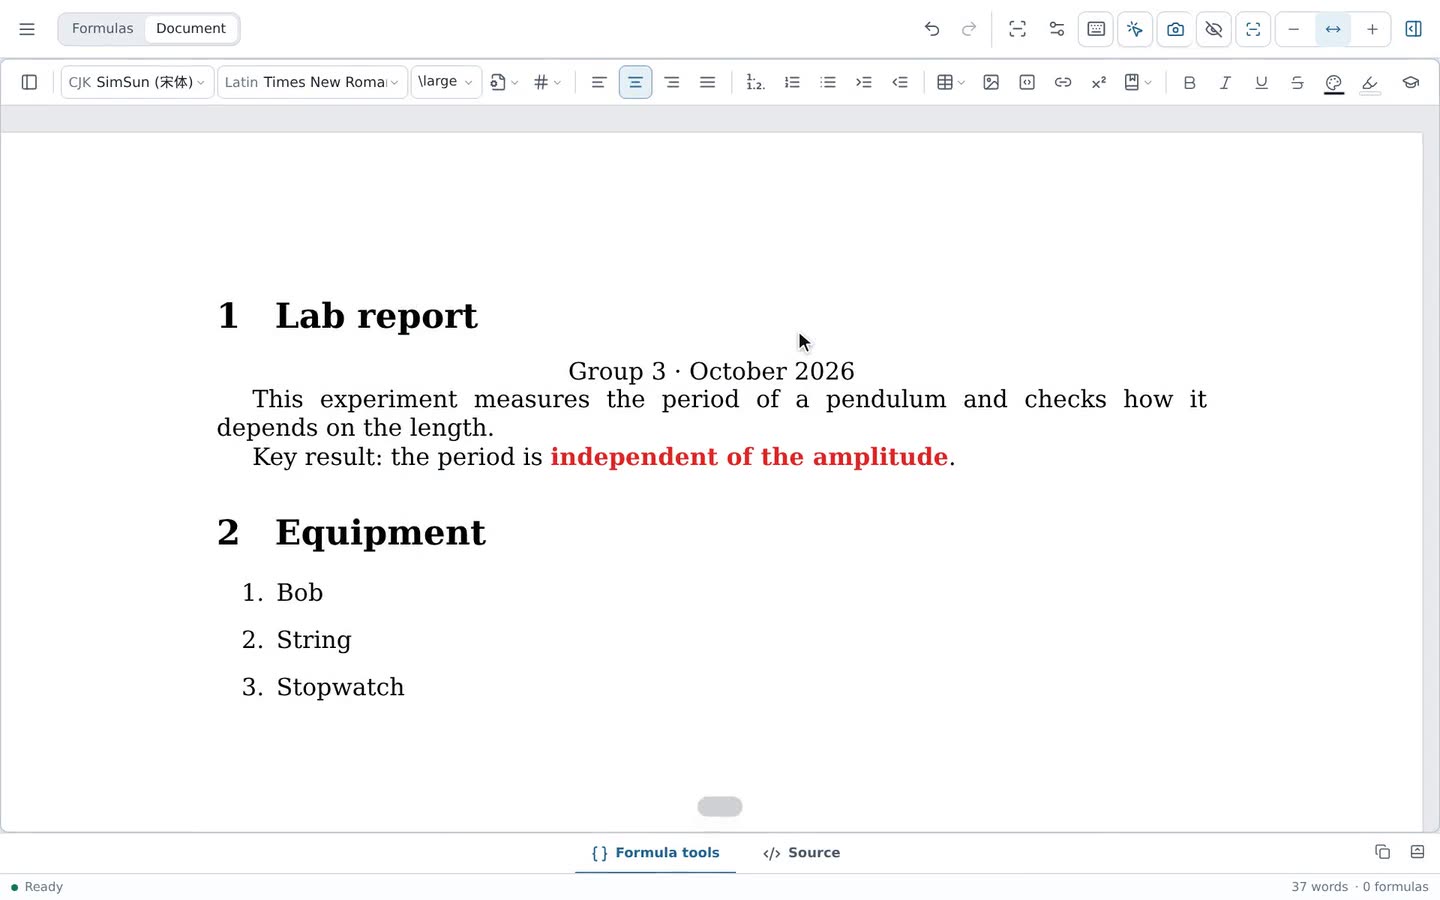 Formulas Document
CJK SimSun (宋体) Latin Times New Roma \large
1 Lab report
Group 3 · October 2026
This experiment measures the period of a pendulum and checks how it
depends on the length.
Key result: the period is independent of the amplitude.
2 Equipment
1. Bob
2. String
3. Stopwatch
{ } Formula tools </> Source
Ready 37 words · 0 formulas